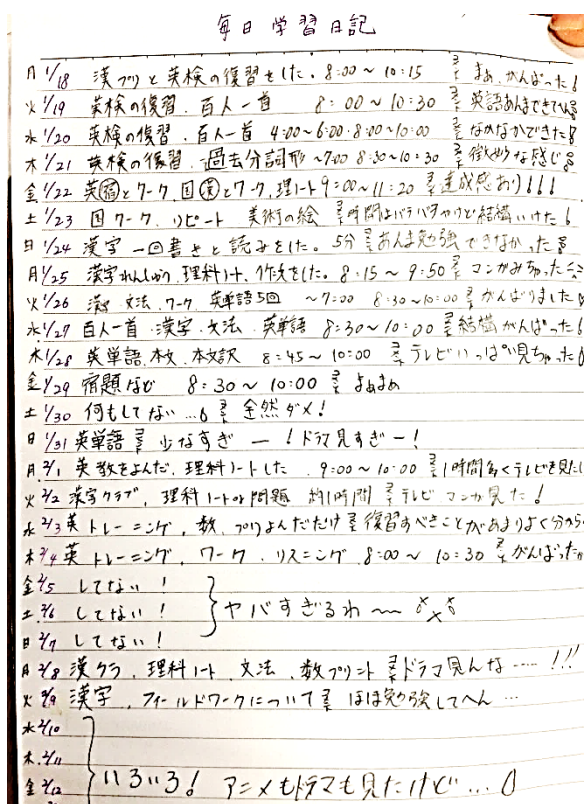 毎日学習日記
月 1/18 漢プリと英検の復習をした。8:00～10:15 まぁ、がんばった!
火 1/19 英検の復習、百人一首 8:00～10:30 英語あんまできてない
水 1/20 英検の復習、百人一首 4:00～6:00・8:00～10:00 なかなかできた
木 1/21 英検の復習、過去分詞形 ～7:00 8:30～10:30 微妙な感じ
金 1/22 英宿とワーク、国漢とワーク、理ノート 9:00～11:20 達成感あり!!!
土 1/23 国ワーク、リピート 美術の絵 時間はバラバラやけど結構いけた!
日 1/24 漢字一回書きと読みをした。5分 あんま勉強できなかった
月 1/25 漢字れんしゅう、理科ノート、作文をした。8:15～9:50 マンガみちゃった
火 1/26 漢字、文法、ワーク、英単語5回 ～7:00 8:30～10:00 がんばりました
水 1/27 百人一首・漢字・文法・英単語 8:30～10:00 結構がんばった!
木 1/28 英単語、本文、本文訳 8:45～10:00 テレビいっぱい見ちゃった
金 1/29 宿題など 8:30～10:00 まぁまぁ
土 1/30 何もしてない… 全然ダメ!
日 1/31 英単語 少なすぎー!ドラマ見すぎー!
月 2/1 英教をよんだ、理科ノートした、9:00～10:00 1時間多くテレビを見た
火 2/2 漢字クラブ、理科ノートの問題 約1時間 テレビ マンガ見た!
水 2/3 英トレーニング、数、プリよんだだけ 復習すべきことがあまりよく分から
木 2/4 英トレーニング、ワーク、リスニング 8:00～10:30 がんばった
金 2/5 してない!
土 2/6 してない! ヤバすぎるわ～～
日 2/7 してない!
月 2/8 漢クラ、理科ノート、文法、数プリント ドラマ見んな……!!!
火 2/9 漢字、フィールドワークについて ほぼ勉強してへん…
水 2/10
木 2/11
金 2/12 いろいろ! アニメもドラマも見たけど…